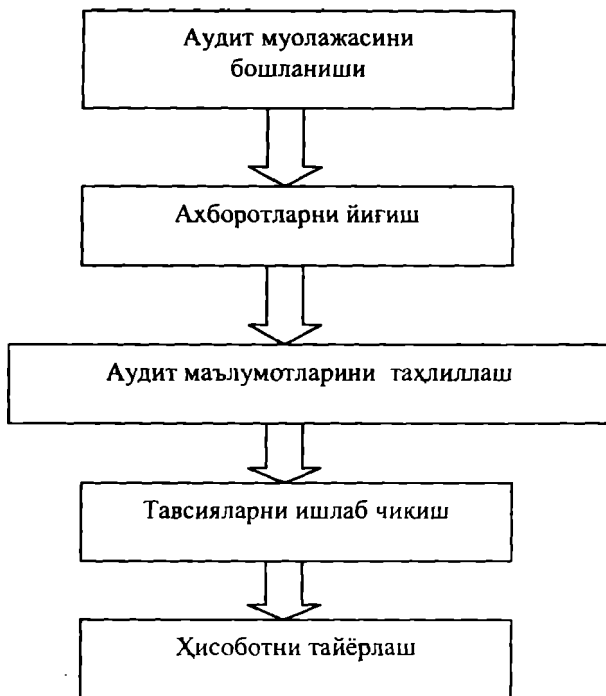 Аудит муолажасини
бошланиши
Ахборотларни йиғиш
Аудит маълумотларини таҳлиллаш
Тавсияларни ишлаб чикиш
Ҳисоботни тайёрлаш